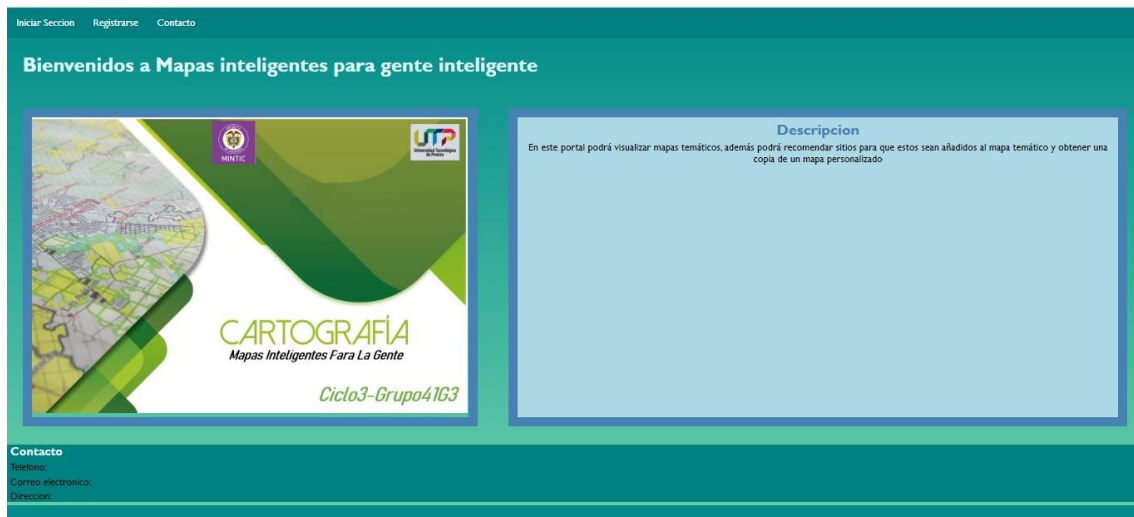 Iniciar Seccion Registrarse Contacto
Bienvenidos a Mapas inteligentes para gente inteligente
MINTIC
UTP
Universidad Tecnológica
de Pereira
CARTOGRAFÍA
Mapas Inteligentes Fara La Gente
Ciclo3-Grupo41G3
Descripcion
En este portal podrá visualizar mapas temáticos, además podrá recomendar sitios para que estos sean añadidos al mapa temático y obtener una
copia de un mapa personalizado
Contacto
Telefono:
Correo electronico:
Direccion: